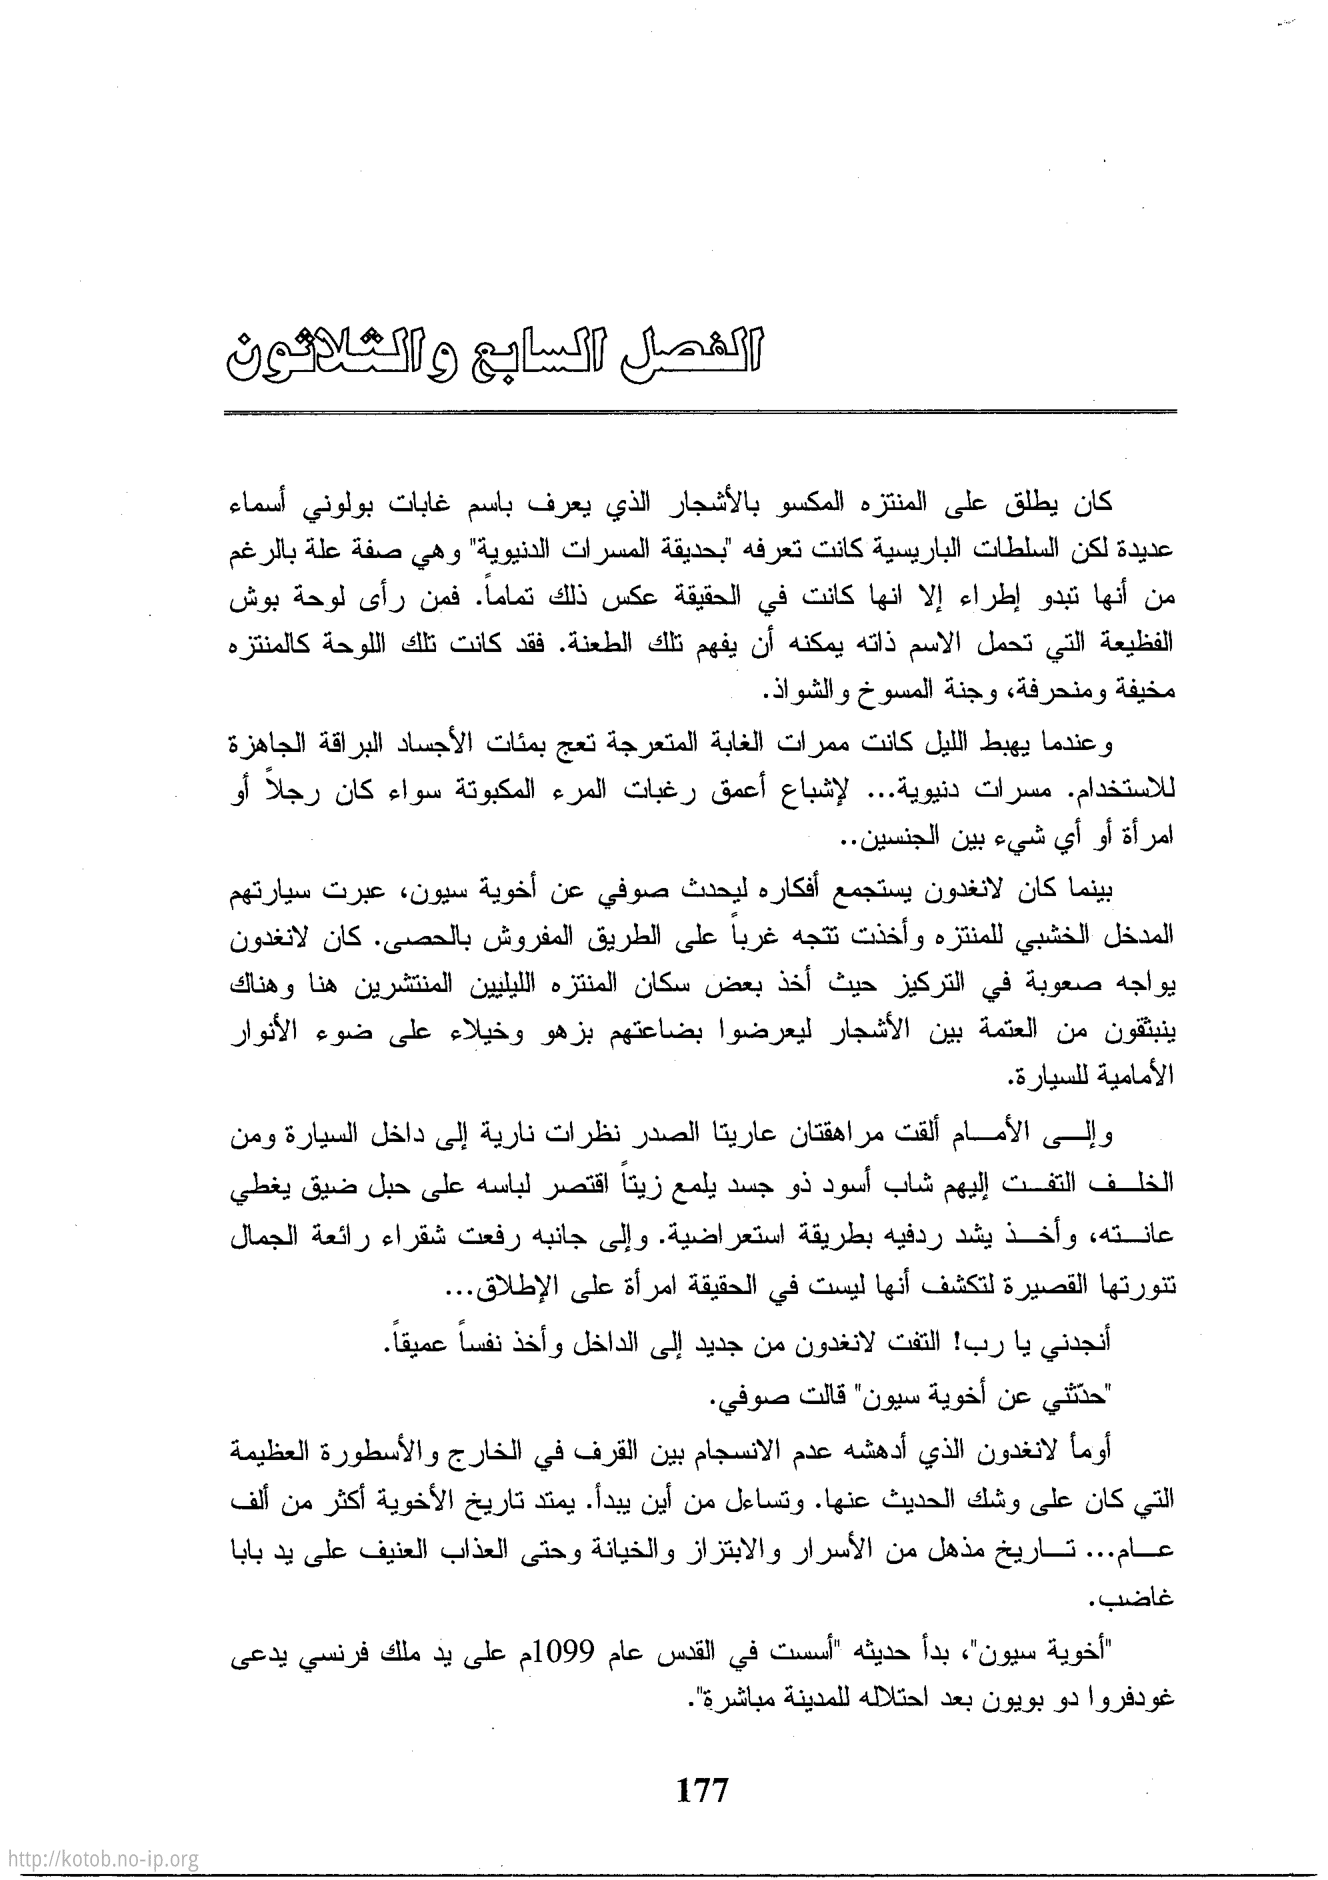 الفصل السابع والثلاثون
كان يطلق على المنتزه المكسو بالأشجار الذي يعرف باسم غابات بولوني أسماء
عديدة لكن السلطات الباريسية كانت تعرفه "بحديقة المسرات الدنيوية" وهي صفة علة بالرغم
من أنها تبدو إطراء إلا انها كانت في الحقيقة عكس ذلك تماماً. فمن رأى لوحة بوش
الفظيعة التي تحمل الاسم ذاته يمكنه أن يفهم تلك الطعنة. فقد كانت تلك اللوحة كالمنتزه
مخيفة ومنحرفة، وجنة المسوخ والشواذ.
وعندما يهبط الليل كانت ممرات الغابة المتعرجة تعج بمئات الأجساد البراقة الجاهزة
للاستخدام. مسرات دنيوية... لإشباع أعمق رغبات المرء المكبوتة سواء كان رجلاً أو
امرأة أو أي شيء بين الجنسين..
بينما كان لانغدون يستجمع أفكاره ليحدث صوفي عن أخوية سيون، عبرت سيارتهم
المدخل الخشبي للمنتزه وأخذت تتجه غرباً على الطريق المفروش بالحصى. كان لانغدون
يواجه صعوبة في التركيز حيث أخذ بعض سكان المنتزه الليليين المنتشرين هنا وهناك
ينبثقون من العتمة بين الأشجار ليعرضوا بضاعتهم بزهو وخيلاء على ضوء الأنوار
الأمامية للسيارة.
وإلى الأمام ألقت مراهقتان عاريتا الصدر نظرات نارية إلى داخل السيارة ومن
الخلف التفت إليهم شاب أسود ذو جسد يلمع زيتاً اقتصر لباسه على حبل ضيق يغطي
عانته، وأخذ يشد ردفيه بطريقة استعراضية. وإلى جانبه رفعت شقراء رائعة الجمال
تنورتها القصيرة لتكشف أنها ليست في الحقيقة امرأة على الإطلاق...
أنجدني يا رب! التفت لانغدون من جديد إلى الداخل وأخذ نفساً عميقاً.
"حدّثني عن أخوية سيون" قالت صوفي.
أومأ لانغدون الذي أدهشه عدم الانسجام بين القرف في الخارج والأسطورة العظيمة
التي كان على وشك الحديث عنها. وتساءل من أين يبدأ. يمتد تاريخ الأخوية أكثر من ألف
عام... تاريخ مذهل من الأسرار والابتزاز والخيانة وحتى العذاب العنيف على يد بابا
غاضب.
"أخوية سيون"، بدأ حديثه "أسست في القدس عام 1099م على يد ملك فرنسي يدعى
غودفروا دو بويون بعد احتلاله للمدينة مباشرة".
177
http://kotob.no-ip.org